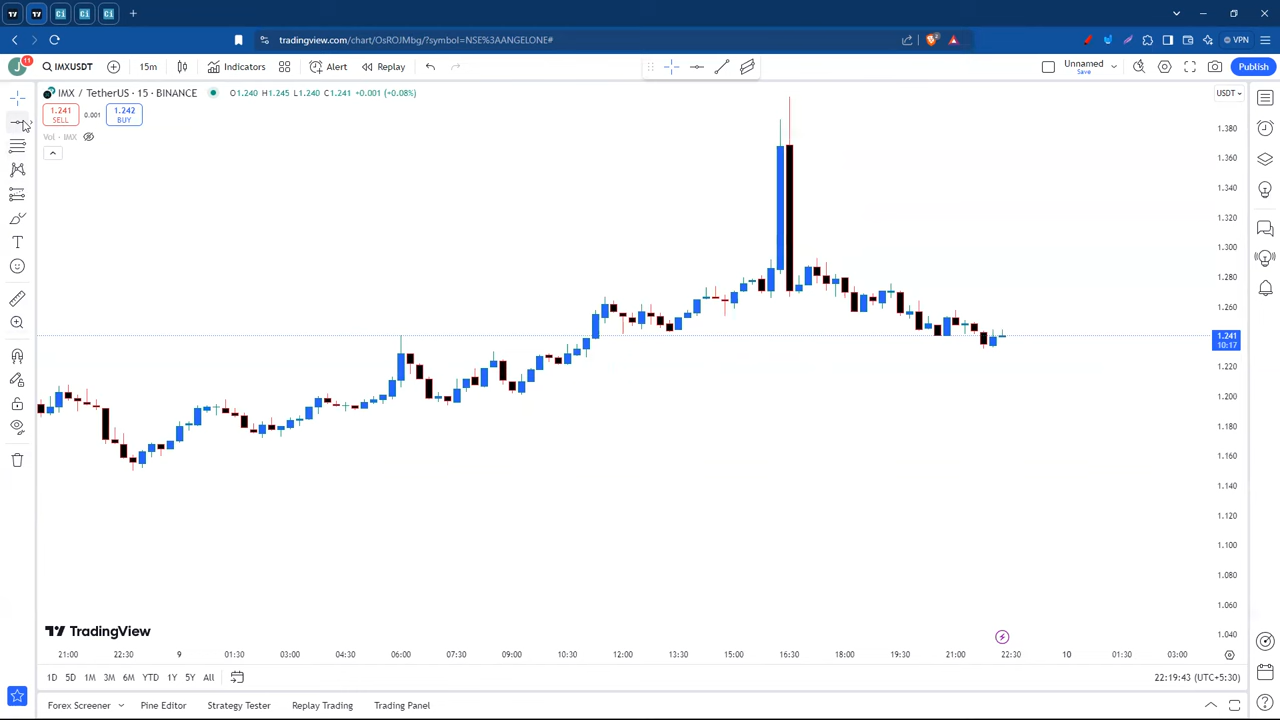 tradingview.com/chart/OsROJMbg/?symbol=NSE%3AANGELONE#
VPN
J 11 IMXUSDT 15m Indicators Alert Replay Unnamed Save Publish
IMX / TetherUS · 15 · BINANCE O1.240 H1.245 L1.240 C1.241 +0.001 (+0.08%)
USDT
1.241 SELL 0.001 1.242 BUY
Vol · IMX
1.380
1.360
1.340
1.320
1.300
1.280
1.260
1.241
10:17
1.220
1.200
1.180
1.160
1.140
1.120
1.100
1.080
1.060
1.040
TradingView
21:00 22:30 9 01:30 03:00 04:30 06:00 07:30 09:00 10:30 12:00 13:30 15:00 16:30 18:00 19:30 21:00 22:30 10 01:30 03:00
1D 5D 1M 3M 6M YTD 1Y 5Y All 22:19:43 (UTC+5:30)
Forex Screener Pine Editor Strategy Tester Replay Trading Trading Panel